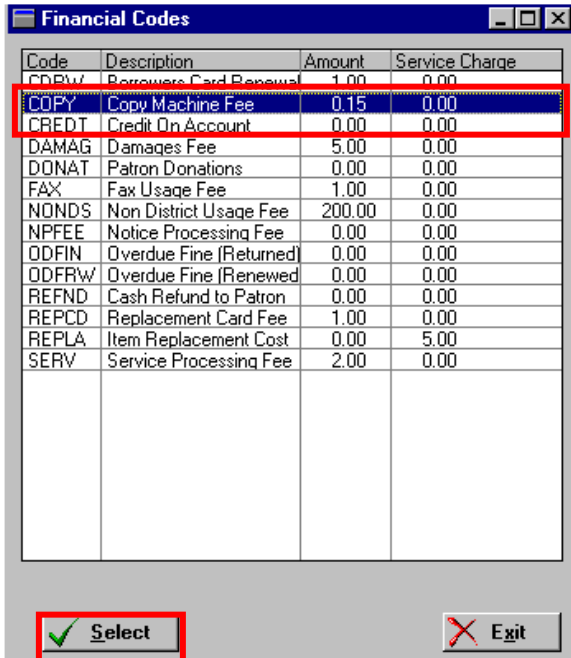 Financial Codes
Code Description Amount Service Charge
CDRW Borrowers Card Renewal 1.00 0.00
COPY Copy Machine Fee 0.15 0.00
CREDT Credit On Account 0.00 0.00
DAMAG Damages Fee 5.00 0.00
DONAT Patron Donations 0.00 0.00
FAX Fax Usage Fee 1.00 0.00
NONDS Non District Usage Fee 200.00 0.00
NPFEE Notice Processing Fee 0.00 0.00
ODFIN Overdue Fine (Returned) 0.00 0.00
ODFRW Overdue Fine (Renewed 0.00 0.00
REFND Cash Refund to Patron 0.00 0.00
REPCD Replacement Card Fee 1.00 0.00
REPLA Item Replacement Cost 0.00 5.00
SERV Service Processing Fee 2.00 0.00
Select Exit